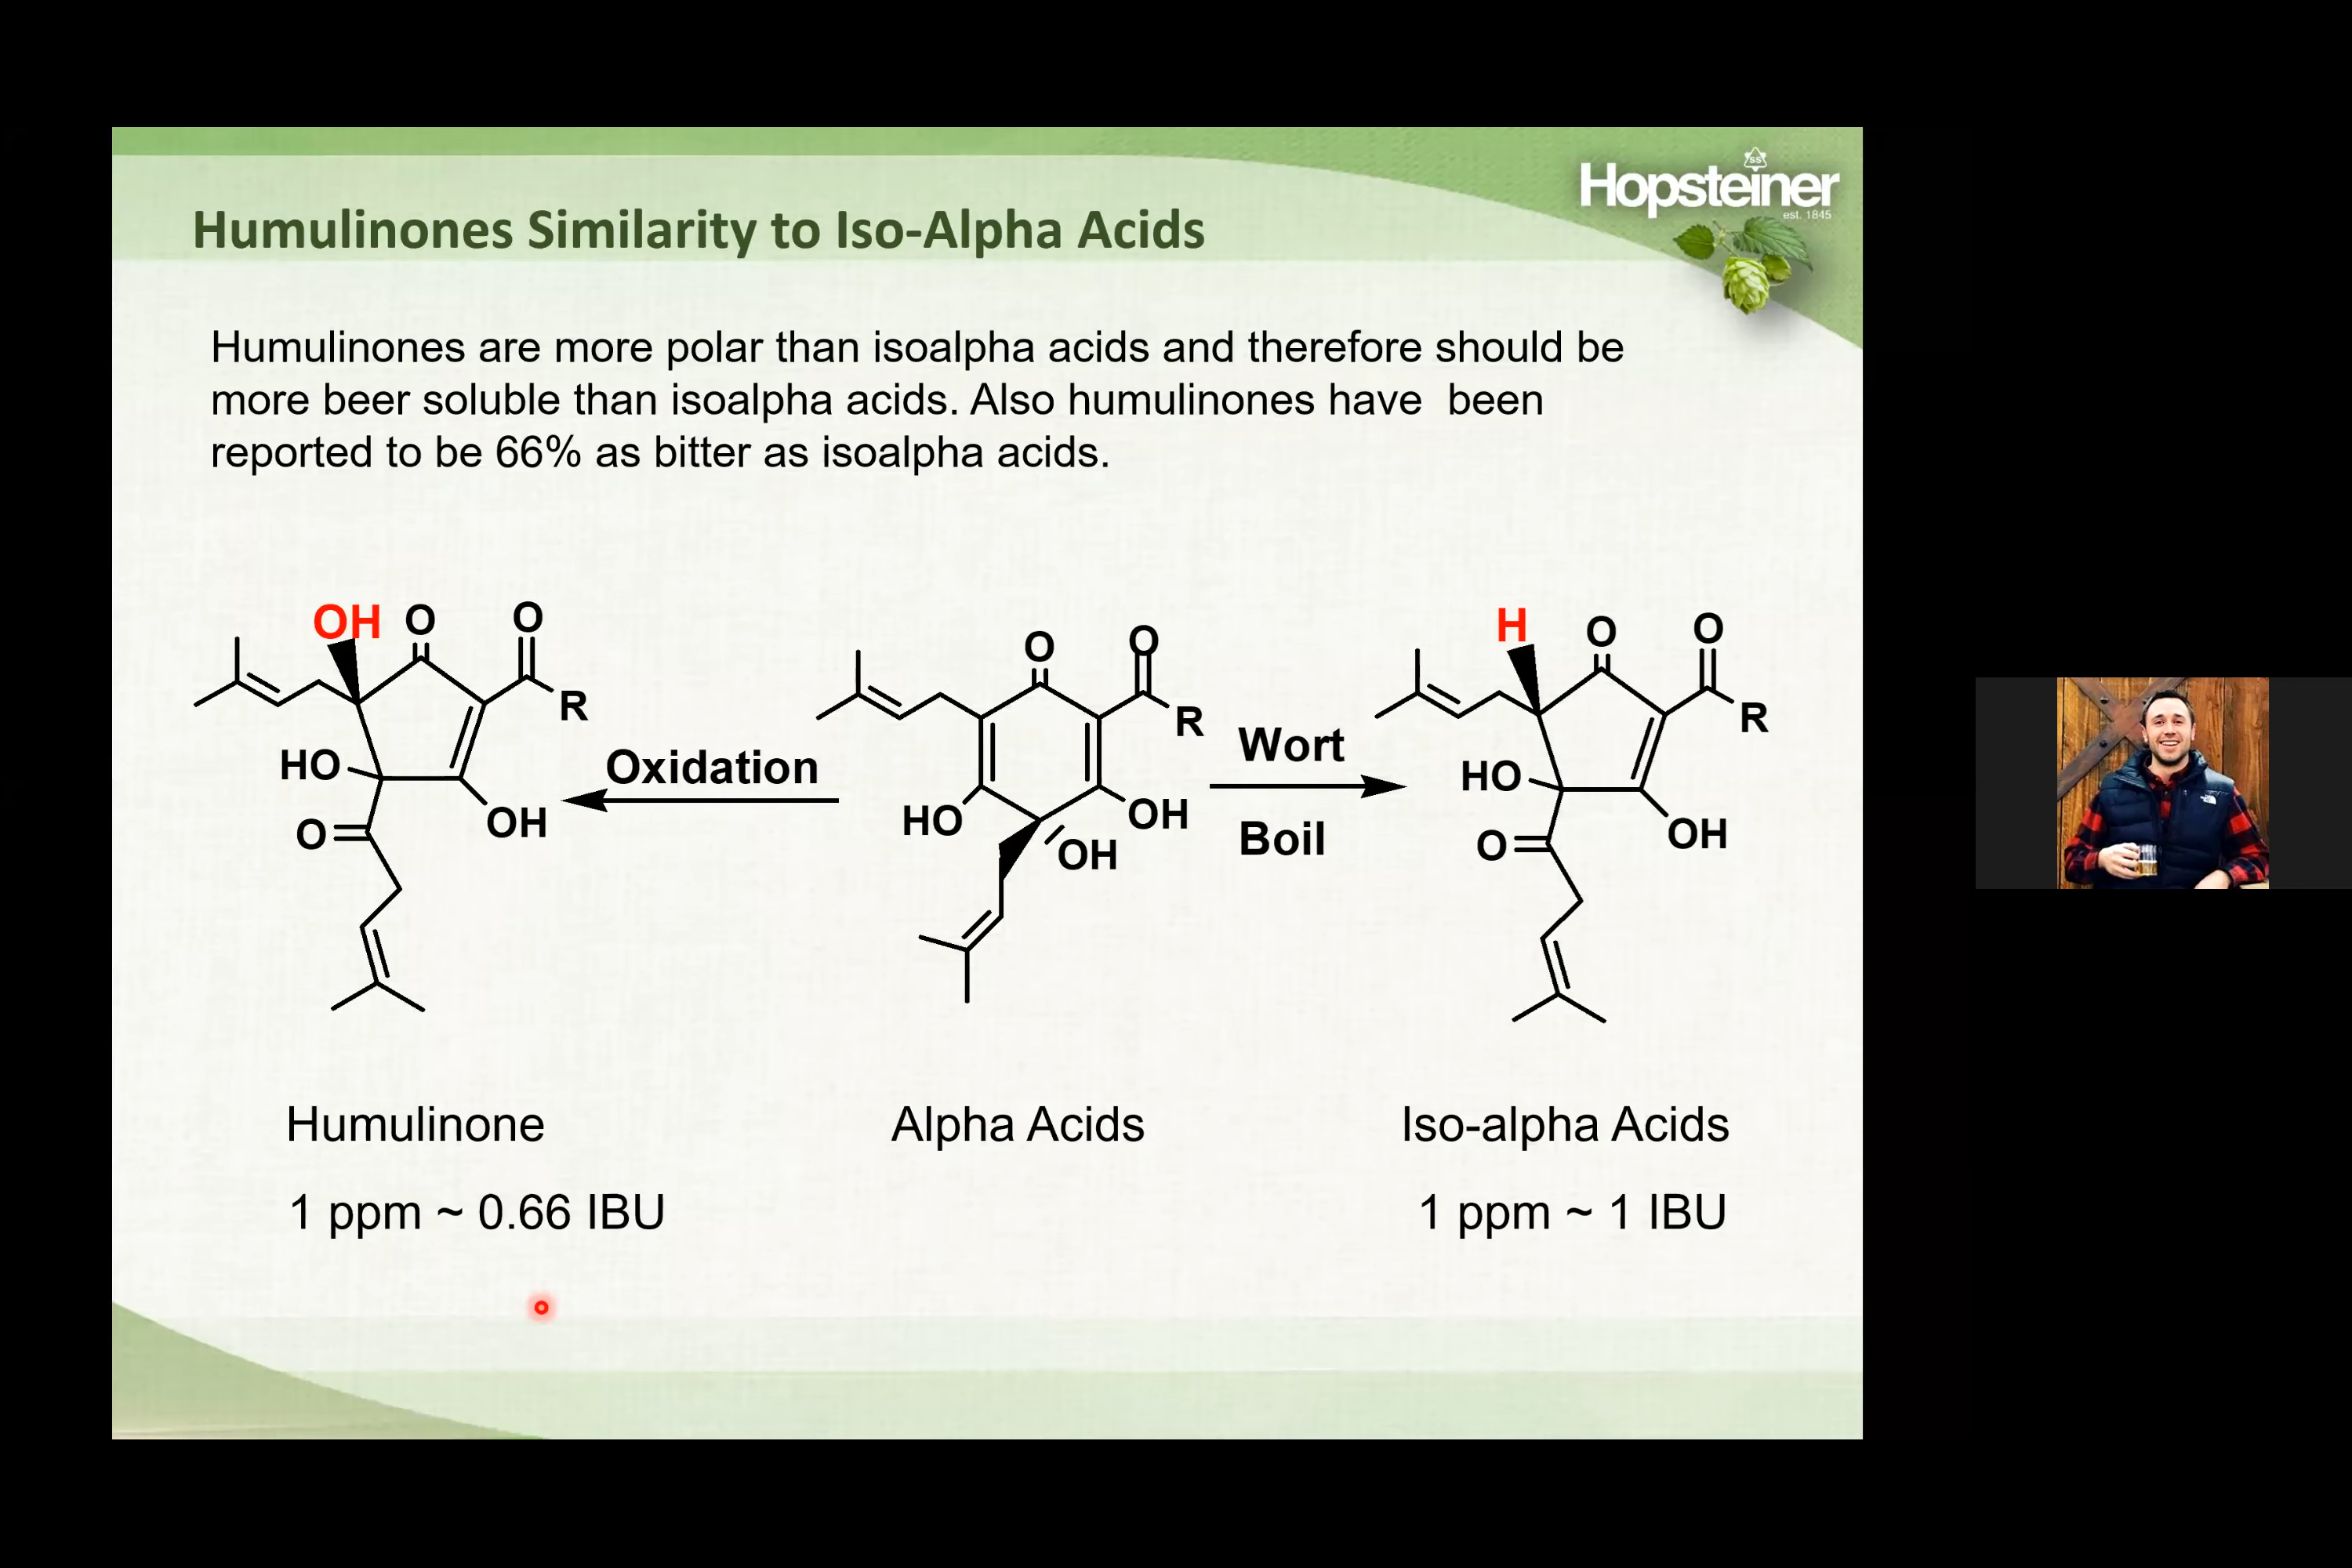 Hopsteiner
est. 1845
Humulinones Similarity to Iso-Alpha Acids
Humulinones are more polar than isoalpha acids and therefore should be
more beer soluble than isoalpha acids. Also humulinones have been
reported to be 66% as bitter as isoalpha acids.
OH O O
R
HO
OH
O
Oxidation
O O
R
HO
OH
OH
Wort
Boil
H O O
R
HO
OH
O
Humulinone
Alpha Acids
Iso-alpha Acids
1 ppm ~ 0.66 IBU
1 ppm ~ 1 IBU